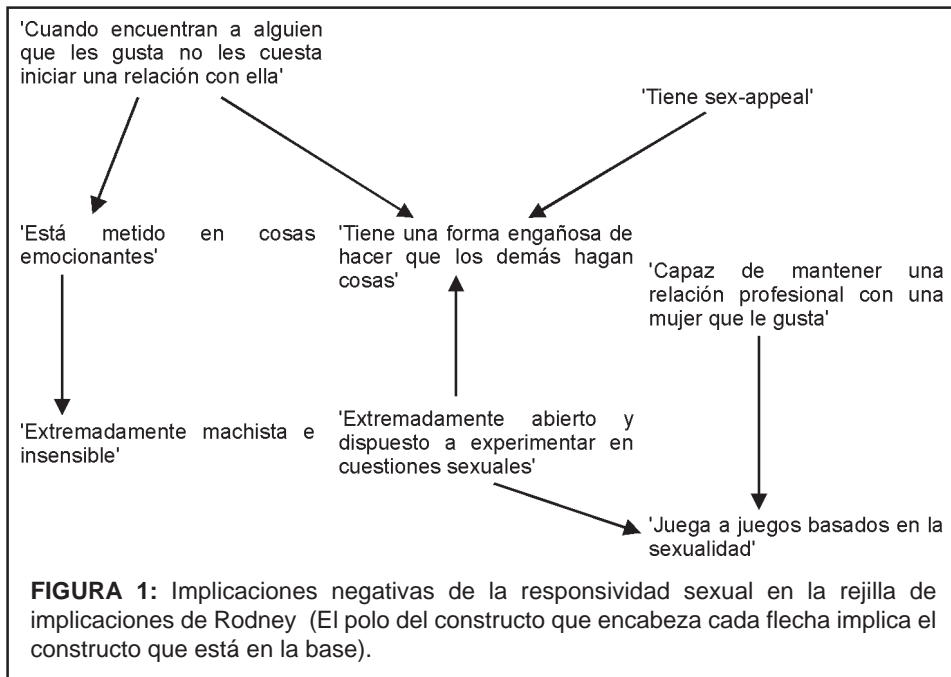 'Cuando encuentran a alguien
que les gusta no les cuesta
iniciar una relación con ella'
'Tiene sex-appeal'
'Está metido en cosas
emocionantes'
'Tiene una forma engañosa de
hacer que los demás hagan
cosas'
'Capaz de mantener una
relación profesional con una
mujer que le gusta'
'Extremadamente machista e
insensible'
'Extremadamente abierto y
dispuesto a experimentar en
cuestiones sexuales'
'Juega a juegos basados en la
sexualidad'
FIGURA 1: Implicaciones negativas de la responsividad sexual en la rejilla de
implicaciones de Rodney (El polo del constructo que encabeza cada flecha implica el
constructo que está en la base).